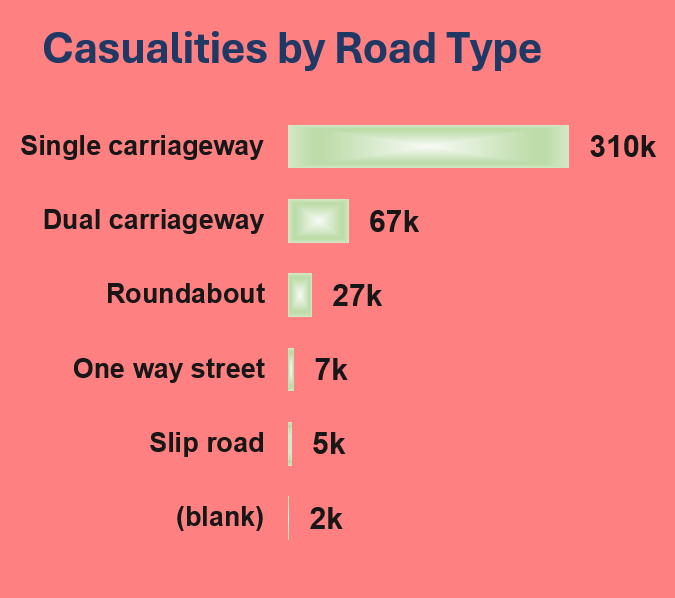 Casualities by Road Type
Single carriageway 310k
Dual carriageway 67k
Roundabout 27k
One way street 7k
Slip road 5k
(blank) 2k